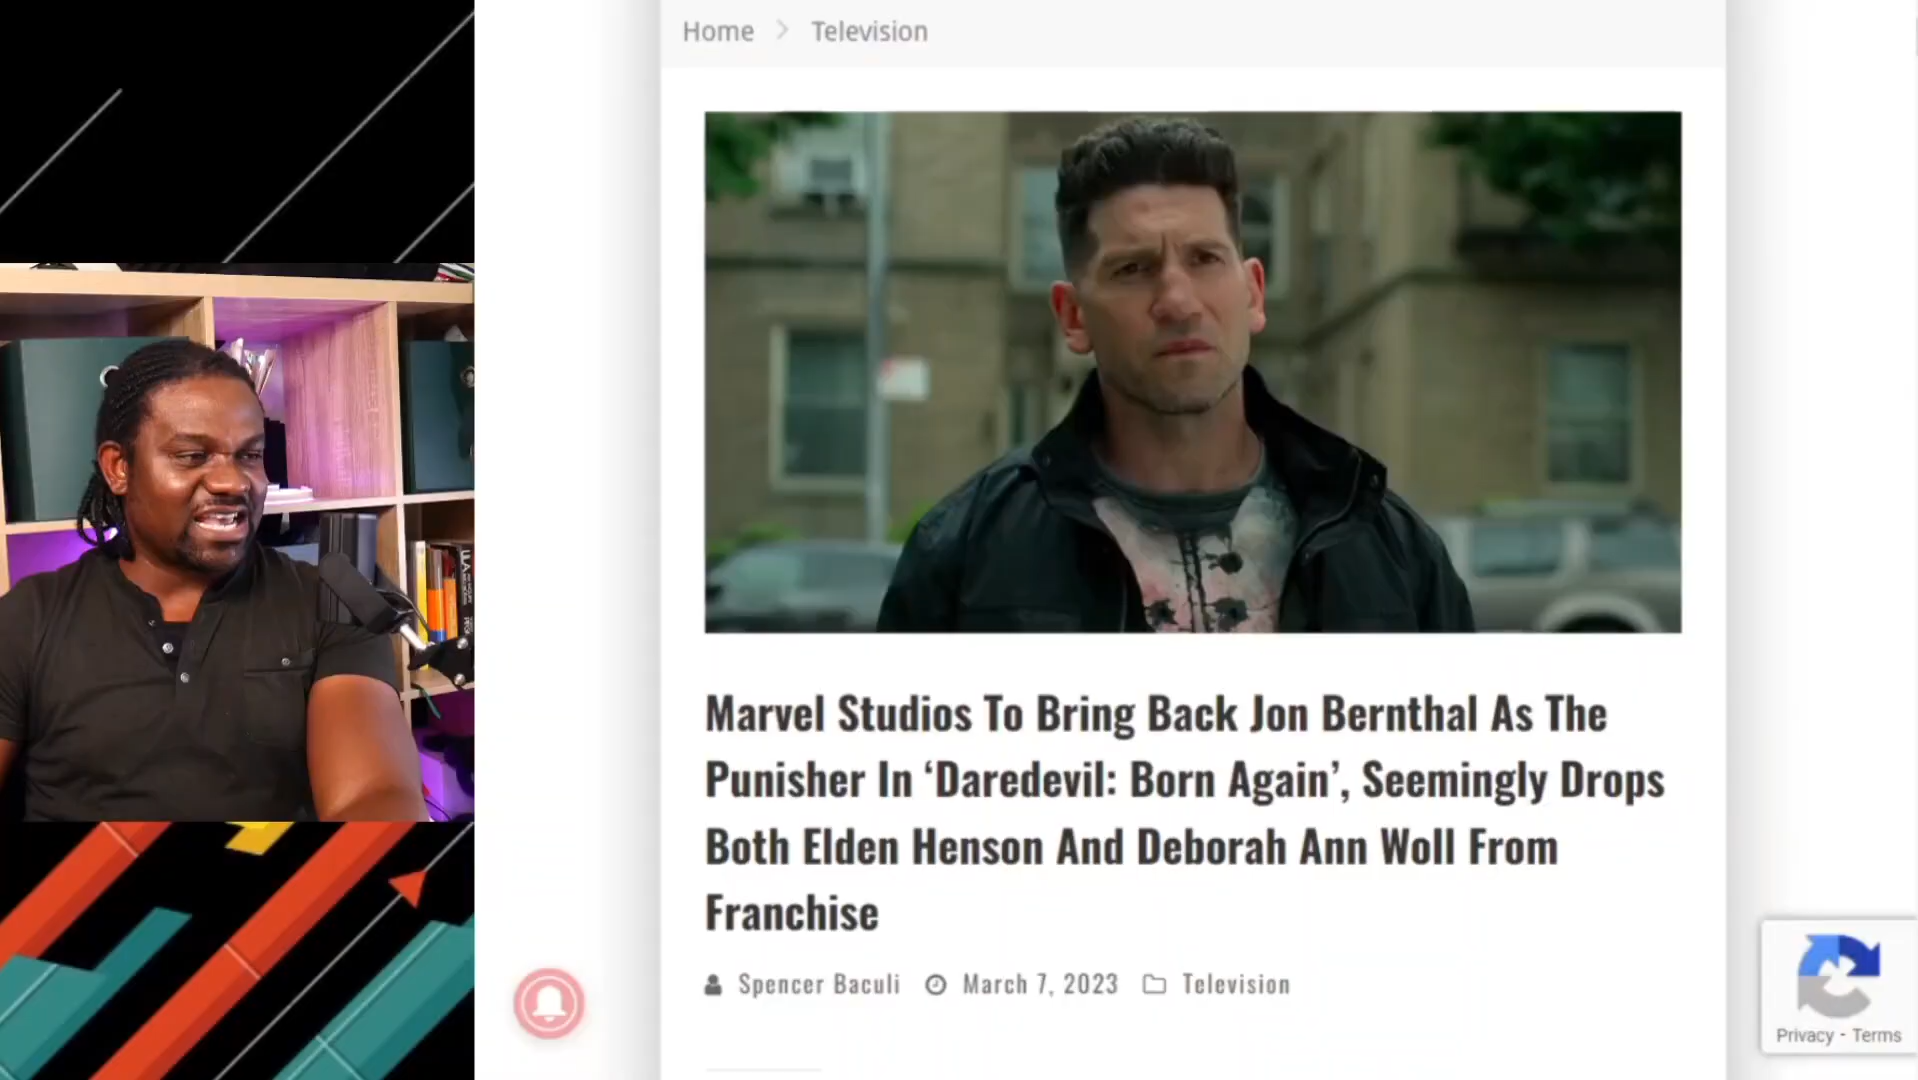 Home
Television
Marvel Studios To Bring Back Jon Bernthal As The
Punisher In ‘Daredevil: Born Again’, Seemingly Drops
Both Elden Henson And Deborah Ann Woll From
Franchise
Spencer Baculi March 7, 2023 Television
Privacy - Terms